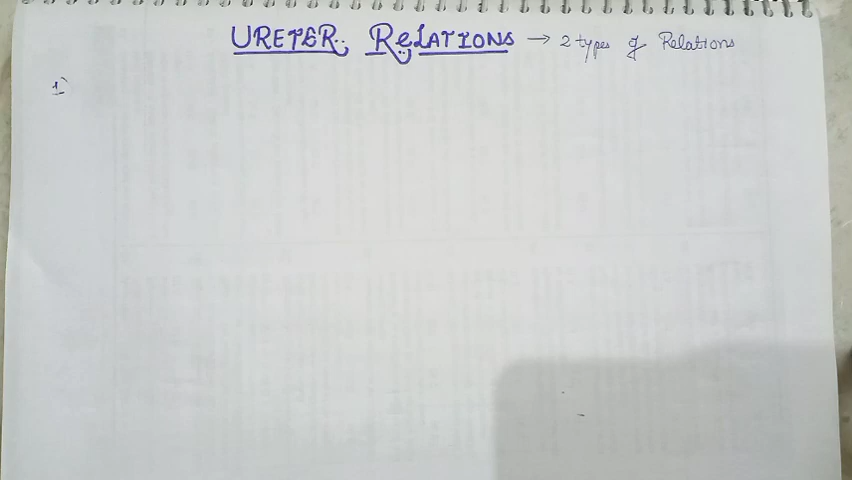 URETER RELATIONS → 2 types of Relations
1)